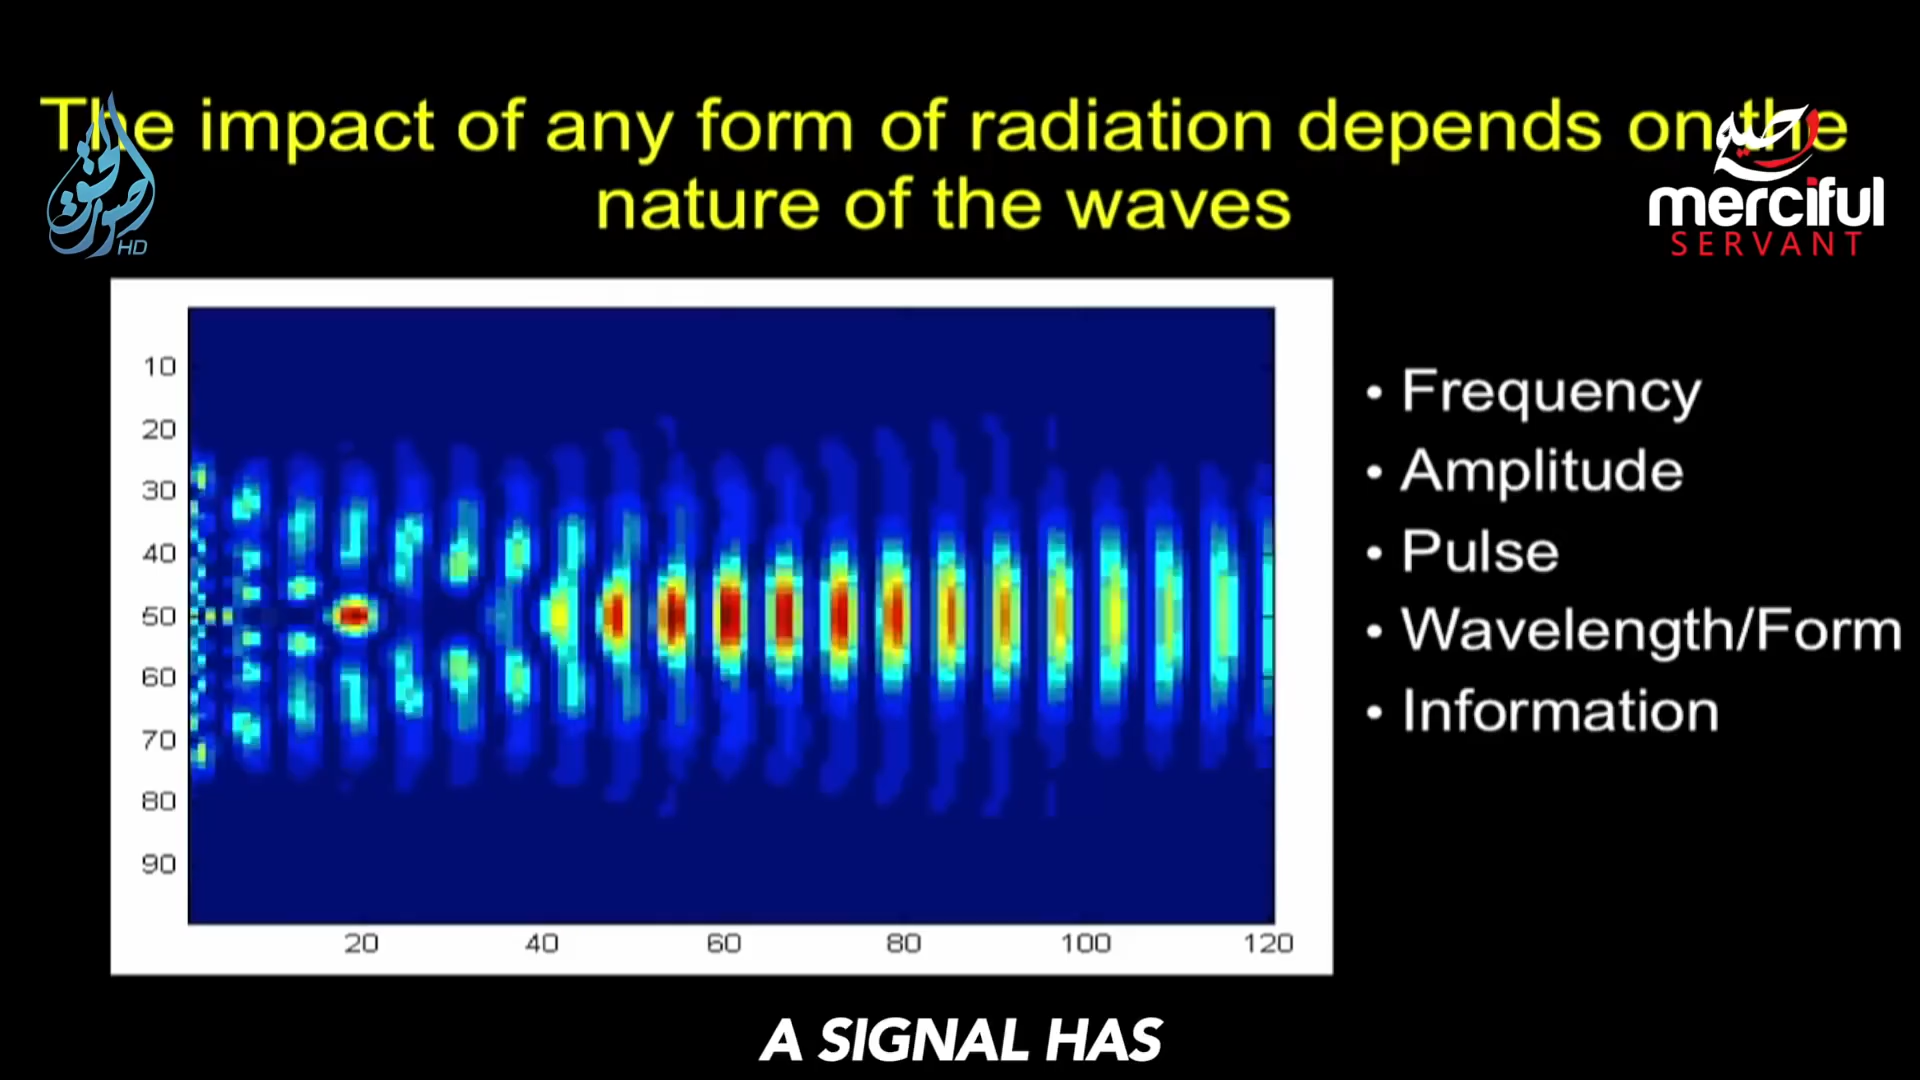 The impact of any form of radiation depends on the
nature of the waves
HD
merciful
SERVANT
10
20
30
40
50
60
70
80
90
20 40 60 80 100 120
• Frequency
• Amplitude
• Pulse
• Wavelength/Form
• Information
A SIGNAL HAS